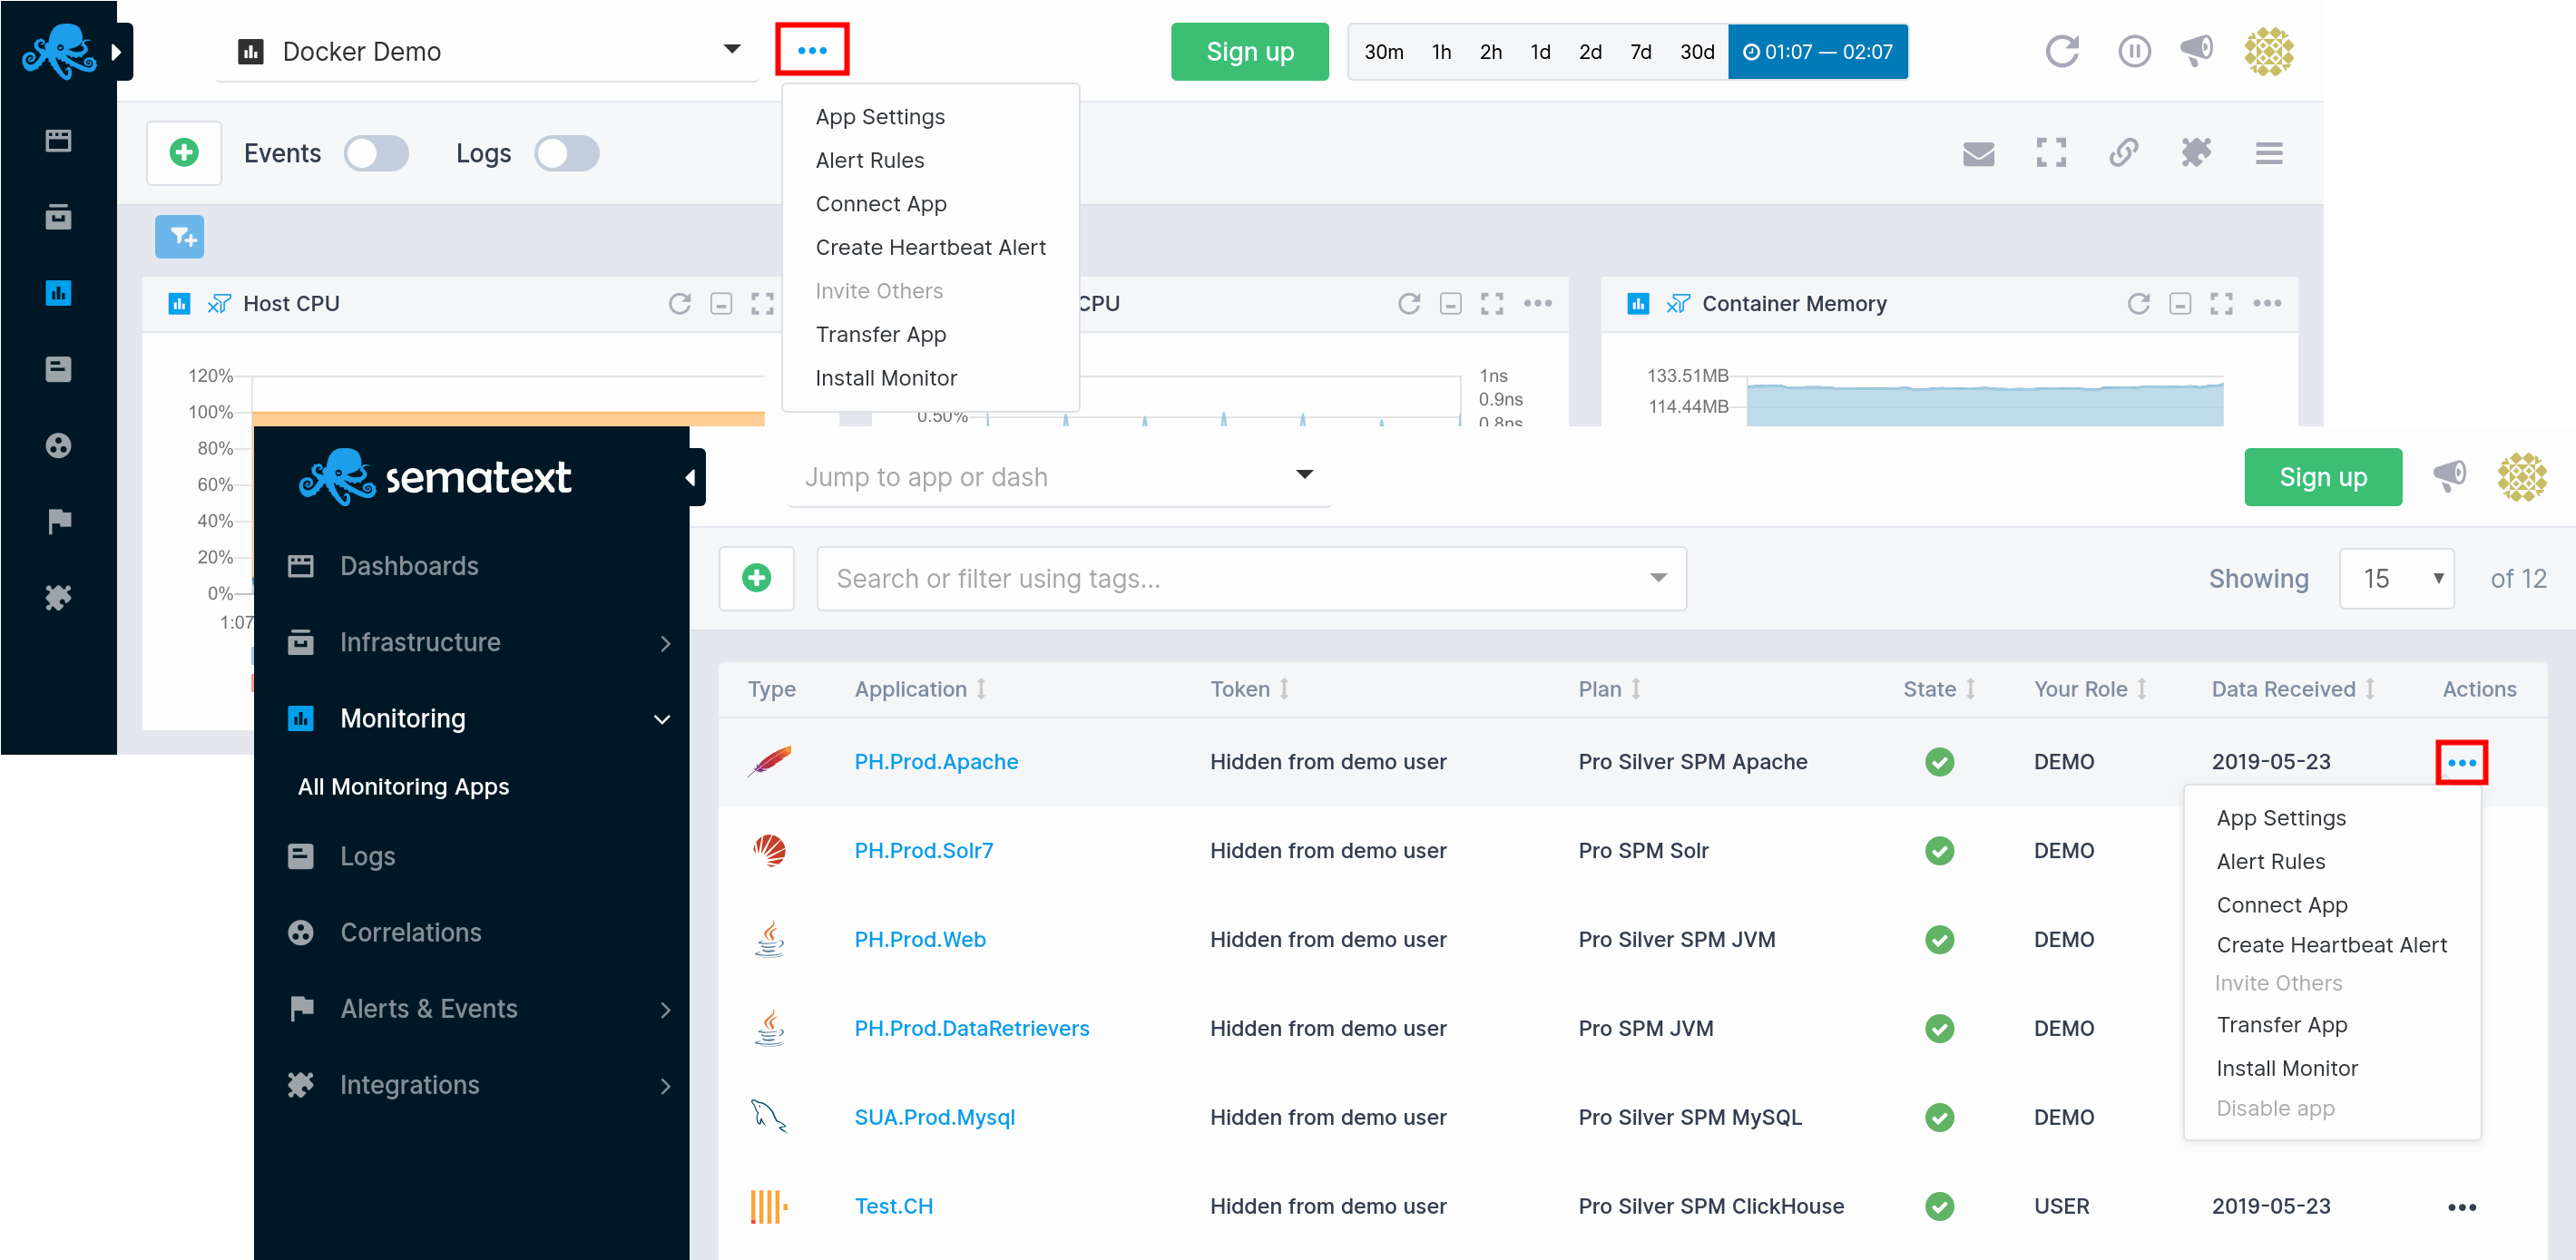 Docker Demo
Sign up
30m 1h 2h 1d 2d 7d 30d 01:07 — 02:07
App Settings
Alert Rules
Connect App
Create Heartbeat Alert
Invite Others
Transfer App
Install Monitor
Events Logs
Host CPU
120%
100%
80%
60%
40%
20%
0%
1:07
CPU
0.50%
1ns
0.9ns
0.8ns
Container Memory
133.51MB
114.44MB
sematext
Dashboards
Infrastructure
Monitoring
All Monitoring Apps
Logs
Correlations
Alerts & Events
Integrations
Jump to app or dash
Sign up
Search or filter using tags...
Showing 15 of 12
Type Application Token Plan State Your Role Data Received Actions
PH.Prod.Apache Hidden from demo user Pro Silver SPM Apache DEMO 2019-05-23
PH.Prod.Solr7 Hidden from demo user Pro SPM Solr DEMO
PH.Prod.Web Hidden from demo user Pro Silver SPM JVM DEMO
PH.Prod.DataRetrievers Hidden from demo user Pro SPM JVM DEMO
SUA.Prod.Mysql Hidden from demo user Pro Silver SPM MySQL DEMO
Test.CH Hidden from demo user Pro Silver SPM ClickHouse USER 2019-05-23
App Settings
Alert Rules
Connect App
Create Heartbeat Alert
Invite Others
Transfer App
Install Monitor
Disable app